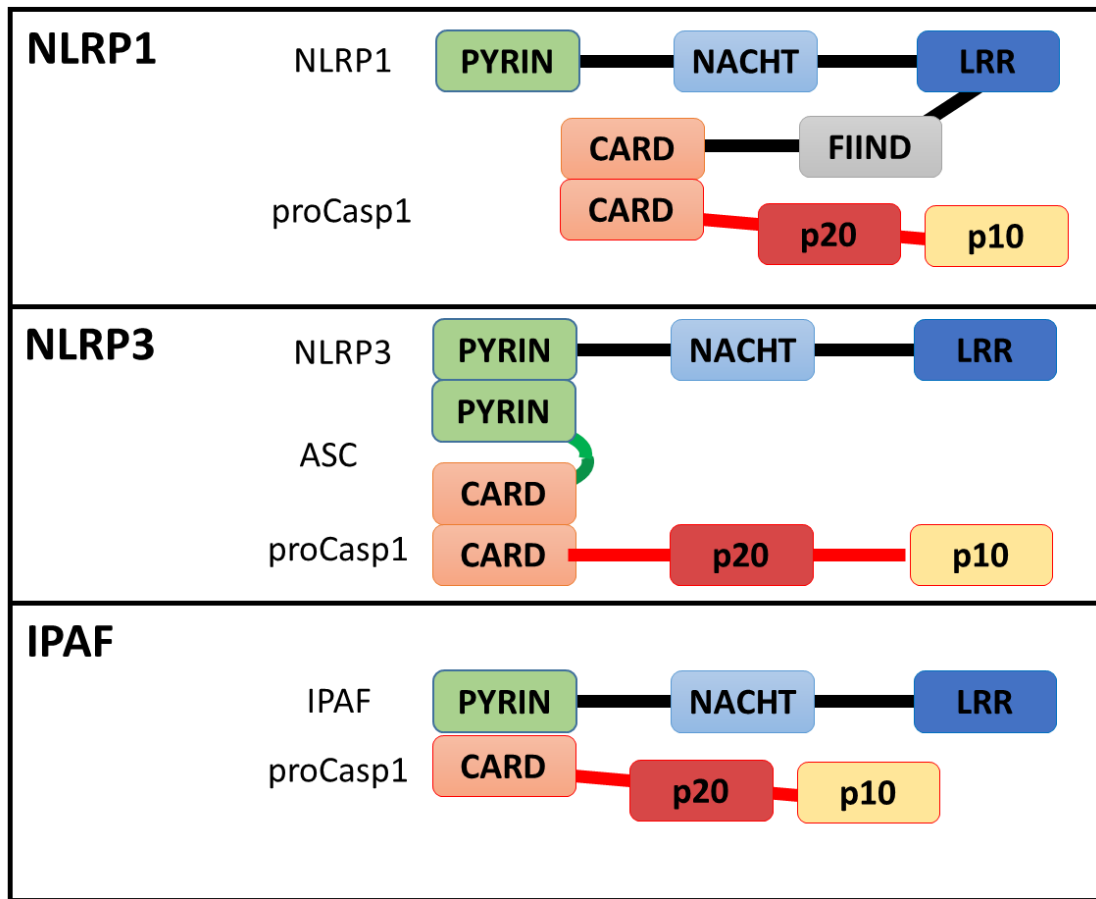 NLRP1
NLRP1 PYRIN NACHT LRR
CARD FIIND
proCasp1 CARD p20 p10
NLRP3
NLRP3 PYRIN NACHT LRR
PYRIN
ASC
CARD
proCasp1 CARD p20 p10
IPAF
IPAF PYRIN NACHT LRR
proCasp1 CARD p20 p10